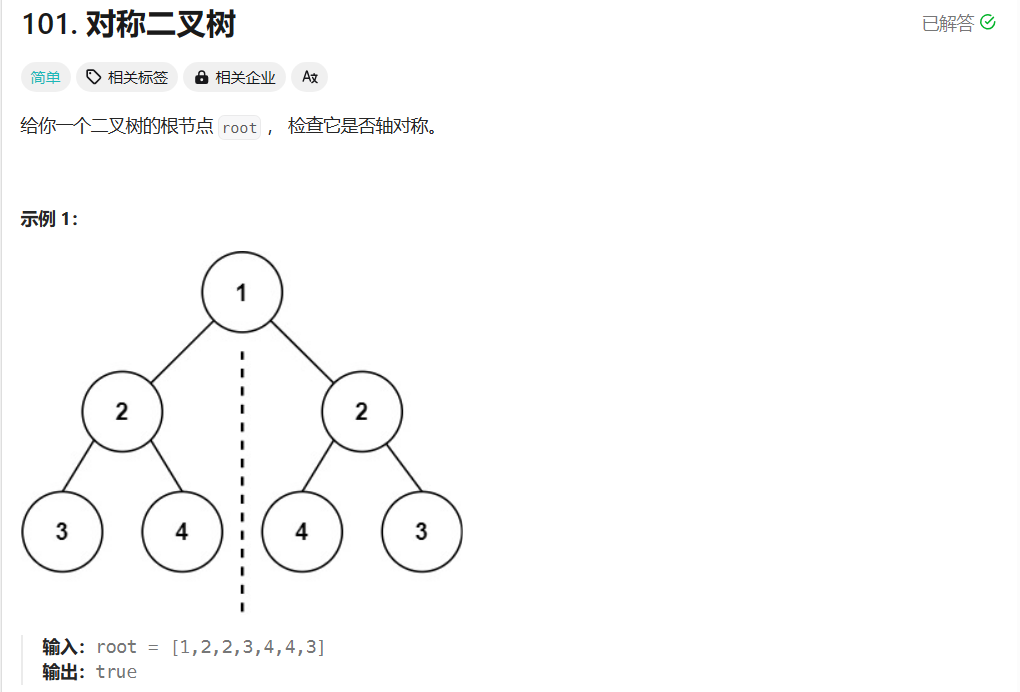 101. 对称二叉树
已解答
简单 相关标签 相关企业 Aず
给你一个二叉树的根节点 root ， 检查它是否轴对称。
示例 1：
1
2 2
3 4 4 3
输入：root = [1,2,2,3,4,4,3]
输出：true